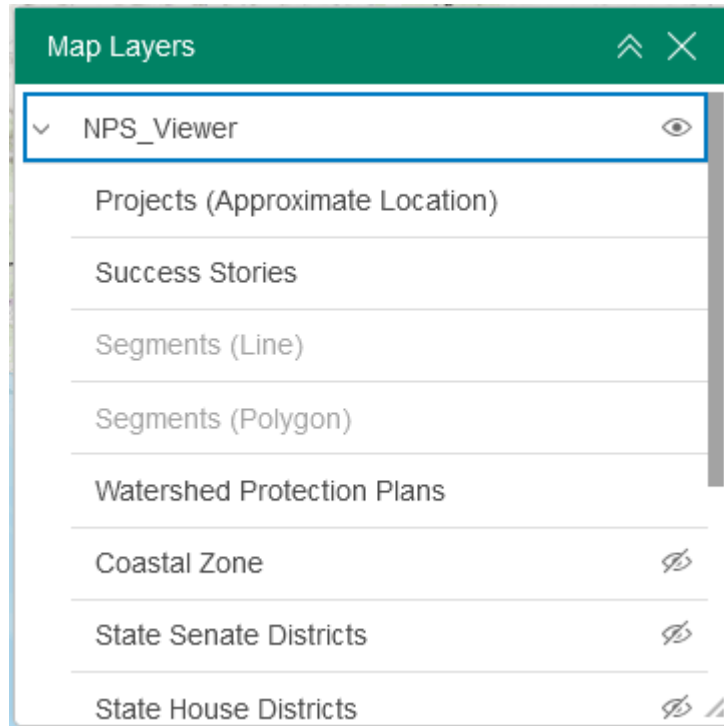 Map Layers
NPS_Viewer
Projects (Approximate Location)
Success Stories
Segments (Line)
Segments (Polygon)
Watershed Protection Plans
Coastal Zone
State Senate Districts
State House Districts